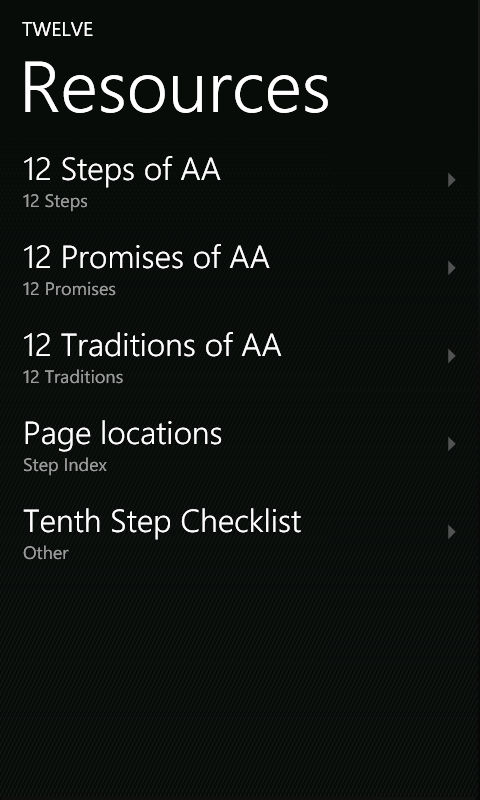 TWELVE
Resources
12 Steps of AA
12 Steps
12 Promises of AA
12 Promises
12 Traditions of AA
12 Traditions
Page locations
Step Index
Tenth Step Checklist
Other